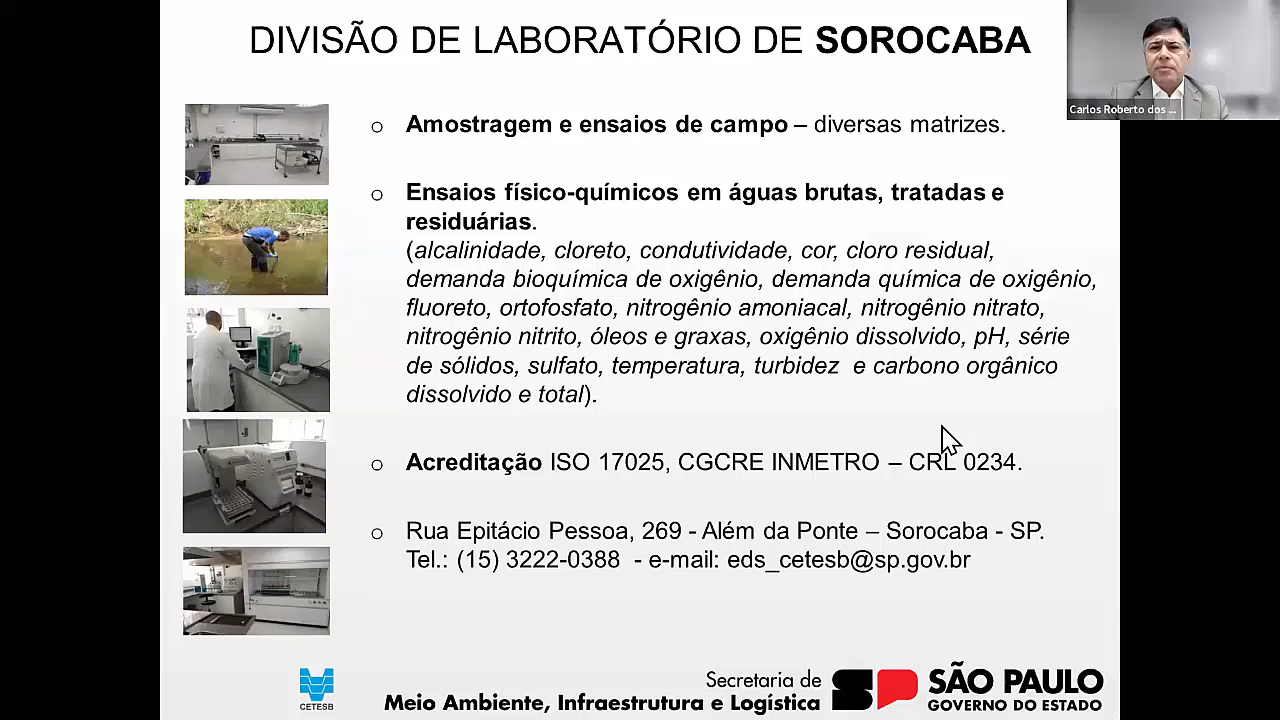 DIVISÃO DE LABORATÓRIO DE SOROCABA
Carlos Roberto dos ...
o Amostragem e ensaios de campo – diversas matrizes.
o Ensaios físico-químicos em águas brutas, tratadas e
residuárias.
(alcalinidade, cloreto, condutividade, cor, cloro residual,
demanda bioquímica de oxigênio, demanda química de oxigênio,
fluoreto, ortofosfato, nitrogênio amoniacal, nitrogênio nitrato,
nitrogênio nitrito, óleos e graxas, oxigênio dissolvido, pH, série
de sólidos, sulfato, temperatura, turbidez e carbono orgânico
dissolvido e total).
o Acreditação ISO 17025, CGCRE INMETRO – CRL 0234.
o Rua Epitácio Pessoa, 269 - Além da Ponte – Sorocaba - SP.
Tel.: (15) 3222-0388 - e-mail: eds_cetesb@sp.gov.br
CETESB
Secretaria de
Meio Ambiente, Infraestrutura e Logística
SP
SÃO PAULO
GOVERNO DO ESTADO